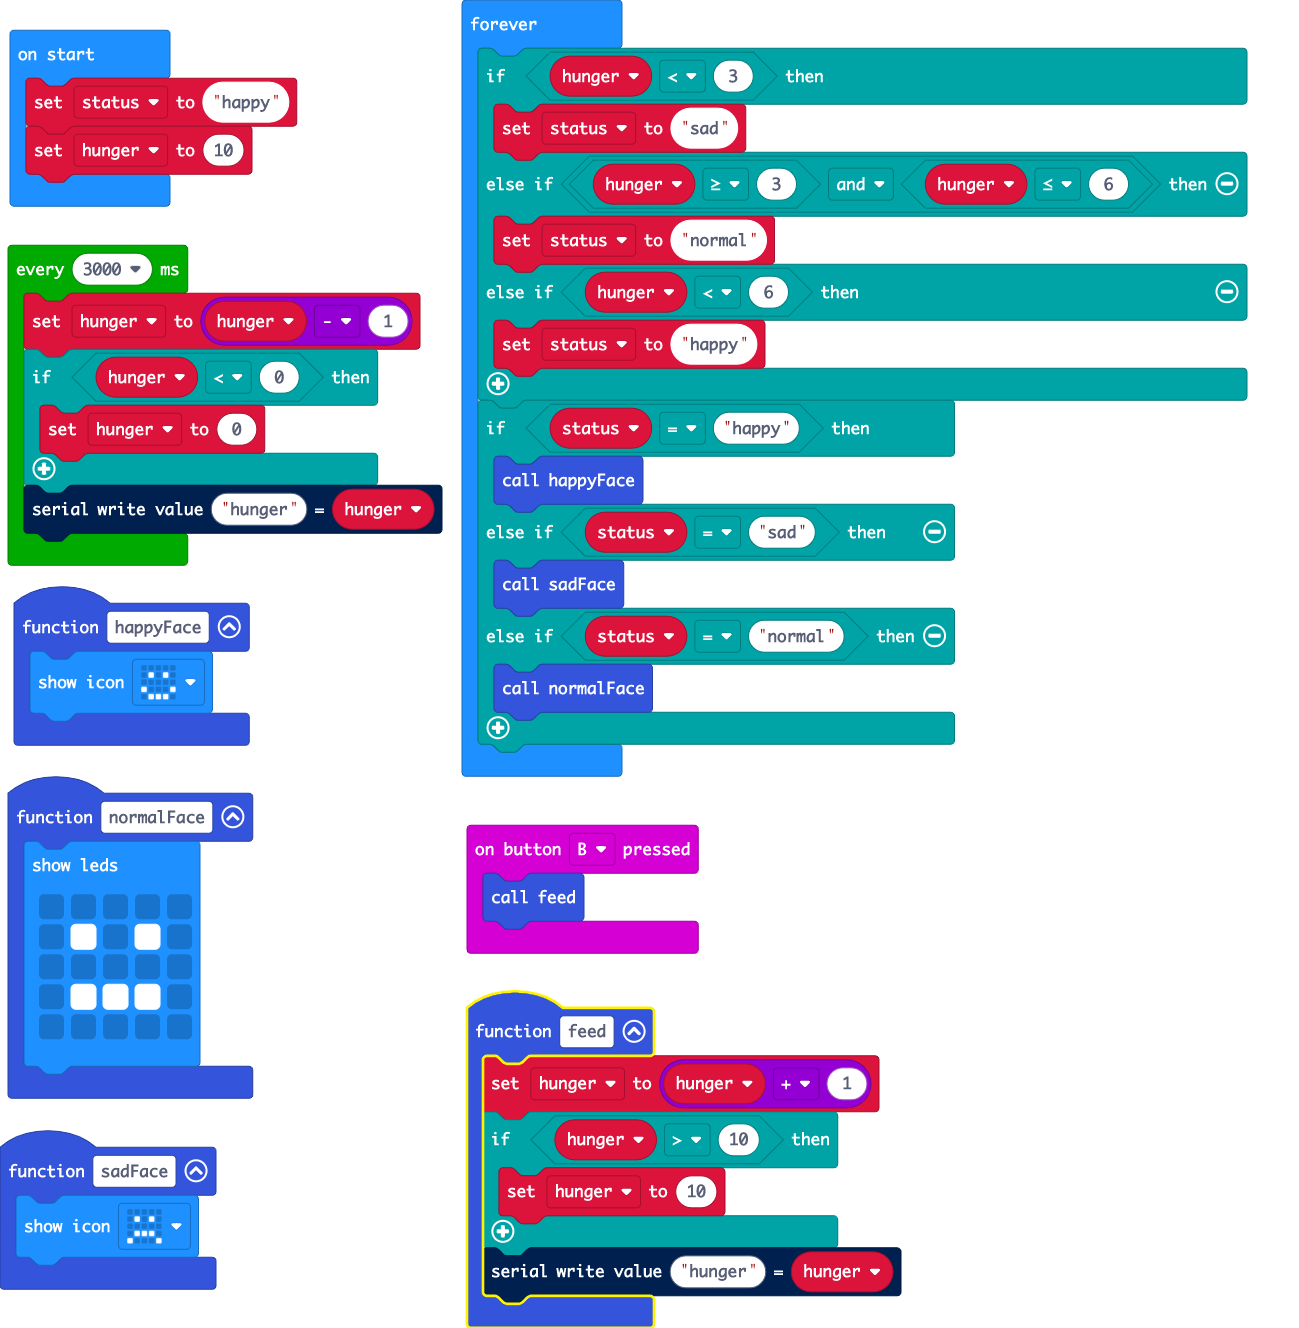 on start
set status to "happy"
set hunger to 10
every 3000 ms
set hunger to hunger - 1
if hunger < 0 then
set hunger to 0
serial write value "hunger" = hunger
function happyFace
show icon
function normalFace
show leds
function sadFace
show icon
forever
if hunger < 3 then
set status to "sad"
else if hunger ≥ 3 and hunger ≤ 6 then
set status to "normal"
else if hunger < 6 then
set status to "happy"
if status = "happy" then
call happyFace
else if status = "sad" then
call sadFace
else if status = "normal" then
call normalFace
on button B pressed
call feed
function feed
set hunger to hunger + 1
if hunger > 10 then
set hunger to 10
serial write value "hunger" = hunger